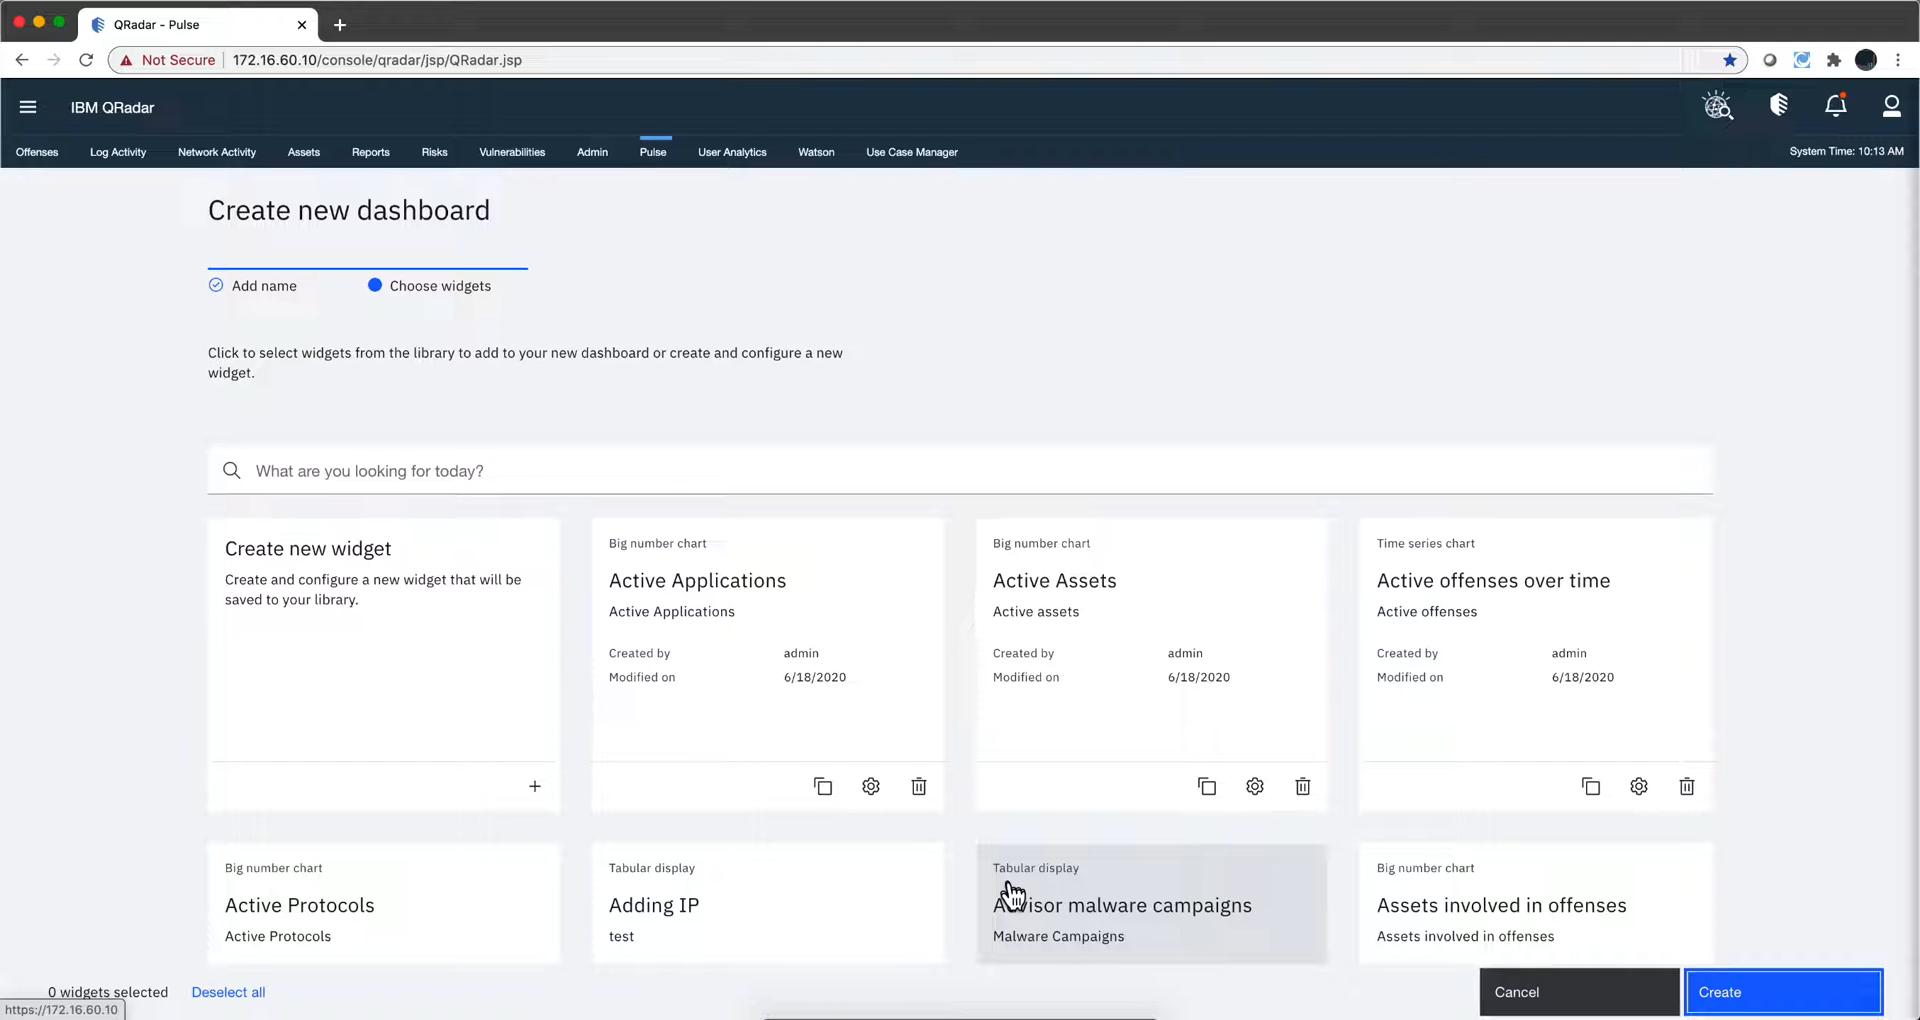 QRadar - Pulse
Not Secure 172.16.60.10/console/qradar/jsp/QRadar.jsp
IBM QRadar
Offenses Log Activity Network Activity Assets Reports Risks Vulnerabilities Admin Pulse User Analytics Watson Use Case Manager System Time: 10:13 AM
Create new dashboard
Add name Choose widgets
Click to select widgets from the library to add to your new dashboard or create and configure a new
widget.
What are you looking for today?
Create new widget
Create and configure a new widget that will be
saved to your library.
Big number chart
Active Applications
Active Applications
Created by admin
Modified on 6/18/2020
Big number chart
Active Assets
Active assets
Created by admin
Modified on 6/18/2020
Time series chart
Active offenses over time
Active offenses
Created by admin
Modified on 6/18/2020
Big number chart
Active Protocols
Active Protocols
Tabular display
Adding IP
test
Tabular display
Advisor malware campaigns
Malware Campaigns
Big number chart
Assets involved in offenses
Assets involved in offenses
0 widgets selected Deselect all
Cancel Create
https://172.16.60.10